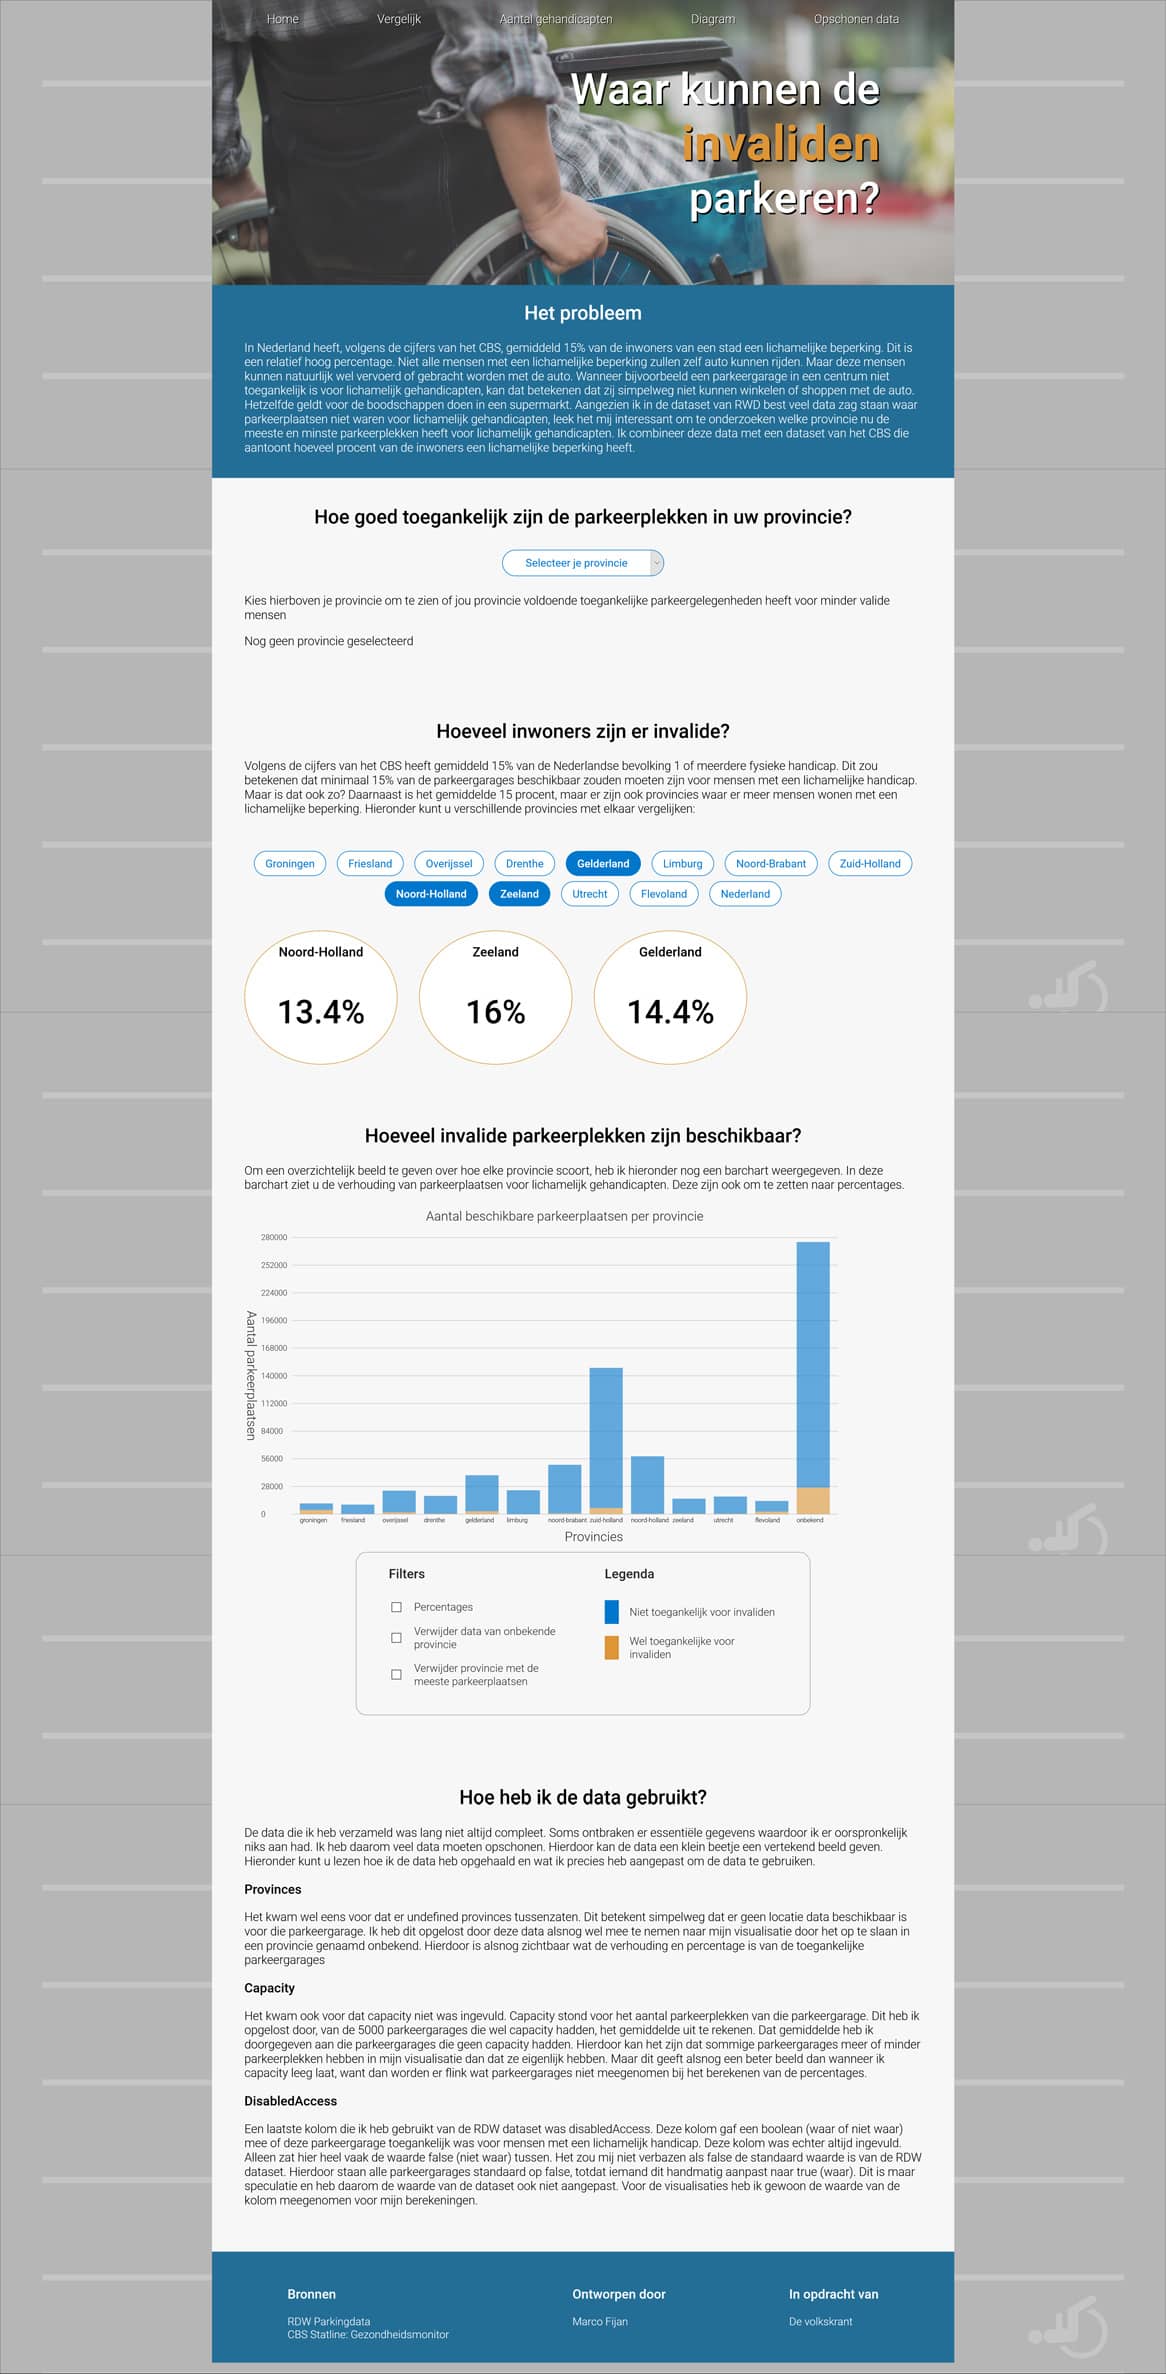 Home Vergelijk Aantal gehandicapten Diagram Opschonen data
Waar kunnen de
invaliden
parkeren?
Het probleem
In Nederland heeft, volgens de cijfers van het CBS, gemiddeld 15% van de inwoners van een stad een lichamelijke beperking. Dit is
een relatief hoog percentage. Niet alle mensen met een lichamelijke beperking zullen zelf auto kunnen rijden. Maar deze mensen
kunnen natuurlijk wel vervoerd of gebracht worden met de auto. Wanneer bijvoorbeeld een parkeergarage in een centrum niet
toegankelijk is voor lichamelijk gehandicapten, kan dat betekenen dat zij simpelweg niet kunnen winkelen of shoppen met de auto.
Hetzelfde geldt voor de boodschappen doen in een supermarkt. Aangezien ik in de dataset van RWD best veel data zag staan waar
parkeerplaatsen niet waren voor lichamelijk gehandicapten, leek het mij interessant om te onderzoeken welke provincie nu de
meeste en minste parkeerplekken heeft voor lichamelijk gehandicapten. Ik combineer deze data met een dataset van het CBS die
aantoont hoeveel procent van de inwoners een lichamelijke beperking heeft.
Hoe goed toegankelijk zijn de parkeerplekken in uw provincie?
Selecteer je provincie
Kies hierboven je provincie om te zien of jou provincie voldoende toegankelijke parkeergelegenheden heeft voor minder valide
mensen
Nog geen provincie geselecteerd
Hoeveel inwoners zijn er invalide?
Volgens de cijfers van het CBS heeft gemiddeld 15% van de Nederlandse bevolking 1 of meerdere fysieke handicap. Dit zou
betekenen dat minimaal 15% van de parkeergarages beschikbaar zouden moeten zijn voor mensen met een lichamelijke handicap.
Maar is dat ook zo? Daarnaast is het gemiddelde 15 procent, maar er zijn ook provincies waar er meer mensen wonen met een
lichamelijke beperking. Hieronder kunt u verschillende provincies met elkaar vergelijken:
Groningen Friesland Overijssel Drenthe Gelderland Limburg Noord-Brabant Zuid-Holland
Noord-Holland Zeeland Utrecht Flevoland Nederland
Noord-Holland Zeeland Gelderland
13.4% 16% 14.4%
Hoeveel invalide parkeerplekken zijn beschikbaar?
Om een overzichtelijk beeld te geven over hoe elke provincie scoort, heb ik hieronder nog een barchart weergegeven. In deze
barchart ziet u de verhouding van parkeerplaatsen voor lichamelijk gehandicapten. Deze zijn ook om te zetten naar percentages.
Aantal beschikbare parkeerplaatsen per provincie
Aantal parkeerplaatsen
280000
252000
224000
196000
168000
140000
112000
84000
56000
28000
0
groningen friesland overijssel drenthe gelderland limburg noord-brabant zuid-holland noord-holland zeeland utrecht flevoland onbekend
Provincies
Filters
Percentages
Verwijder data van onbekende
provincie
Verwijder provincie met de
meeste parkeerplaatsen
Legenda
Niet toegankelijk voor invaliden
Wel toegankelijke voor
invaliden
Hoe heb ik de data gebruikt?
De data die ik heb verzameld was lang niet altijd compleet. Soms ontbraken er essentiële gegevens waardoor ik er oorspronkelijk
niks aan had. Ik heb daarom veel data moeten opschonen. Hierdoor kan de data een klein beetje een vertekend beeld geven.
Hieronder kunt u lezen hoe ik de data heb opgehaald en wat ik precies heb aangepast om de data te gebruiken.
Provinces
Het kwam wel eens voor dat er undefined provinces tussenzaten. Dit betekent simpelweg dat er geen locatie data beschikbaar is
voor die parkeergarage. Ik heb dit opgelost door deze data alsnog wel mee te nemen naar mijn visualisatie door het op te slaan in
een provincie genaamd onbekend. Hierdoor is alsnog zichtbaar wat de verhouding en percentage is van de toegankelijke
parkeergarages
Capacity
Het kwam ook voor dat capacity niet was ingevuld. Capacity stond voor het aantal parkeerplekken van die parkeergarage. Dit heb ik
opgelost door, van de 5000 parkeergarages die wel capacity hadden, het gemiddelde uit te rekenen. Dat gemiddelde heb ik
doorgegeven aan die parkeergarages die geen capacity hadden. Hierdoor kan het zijn dat sommige parkeergarages meer of minder
parkeerplekken hebben in mijn visualisatie dan dat ze eigenlijk hebben. Maar dit geeft alsnog een beter beeld dan wanneer ik
capacity leeg laat, want dan worden er flink wat parkeergarages niet meegenomen bij het berekenen van de percentages.
DisabledAccess
Een laatste kolom die ik heb gebruikt van de RDW dataset was disabledAccess. Deze kolom gaf een boolean (waar of niet waar)
mee of deze parkeergarage toegankelijk was voor mensen met een lichamelijk handicap. Deze kolom was echter altijd ingevuld.
Alleen zat hier heel vaak de waarde false (niet waar) tussen. Het zou mij niet verbazen als false de standaard waarde is van de RDW
dataset. Hierdoor staan alle parkeergarages standaard op false, totdat iemand dit handmatig aanpast naar true (waar). Dit is maar
speculatie en heb daarom de waarde van de dataset ook niet aangepast. Voor de visualisaties heb ik gewoon de waarde van de
kolom meegenomen voor mijn berekeningen.
Bronnen
RDW Parkingdata
CBS Statline: Gezondheidsmonitor
Ontworpen door
Marco Fijan
In opdracht van
De volkskrant